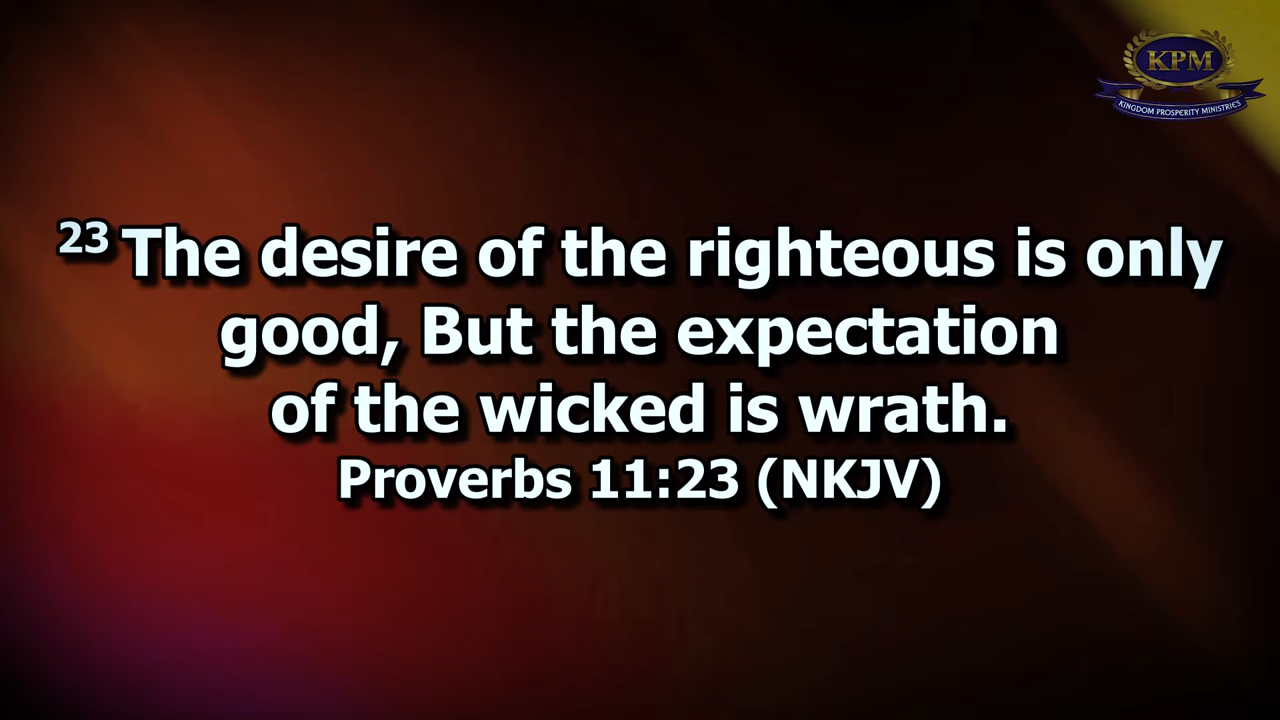 KPM
KINGDOM PROSPERITY MINISTRIES
23 The desire of the righteous is only
good, But the expectation
of the wicked is wrath.
Proverbs 11:23 (NKJV)